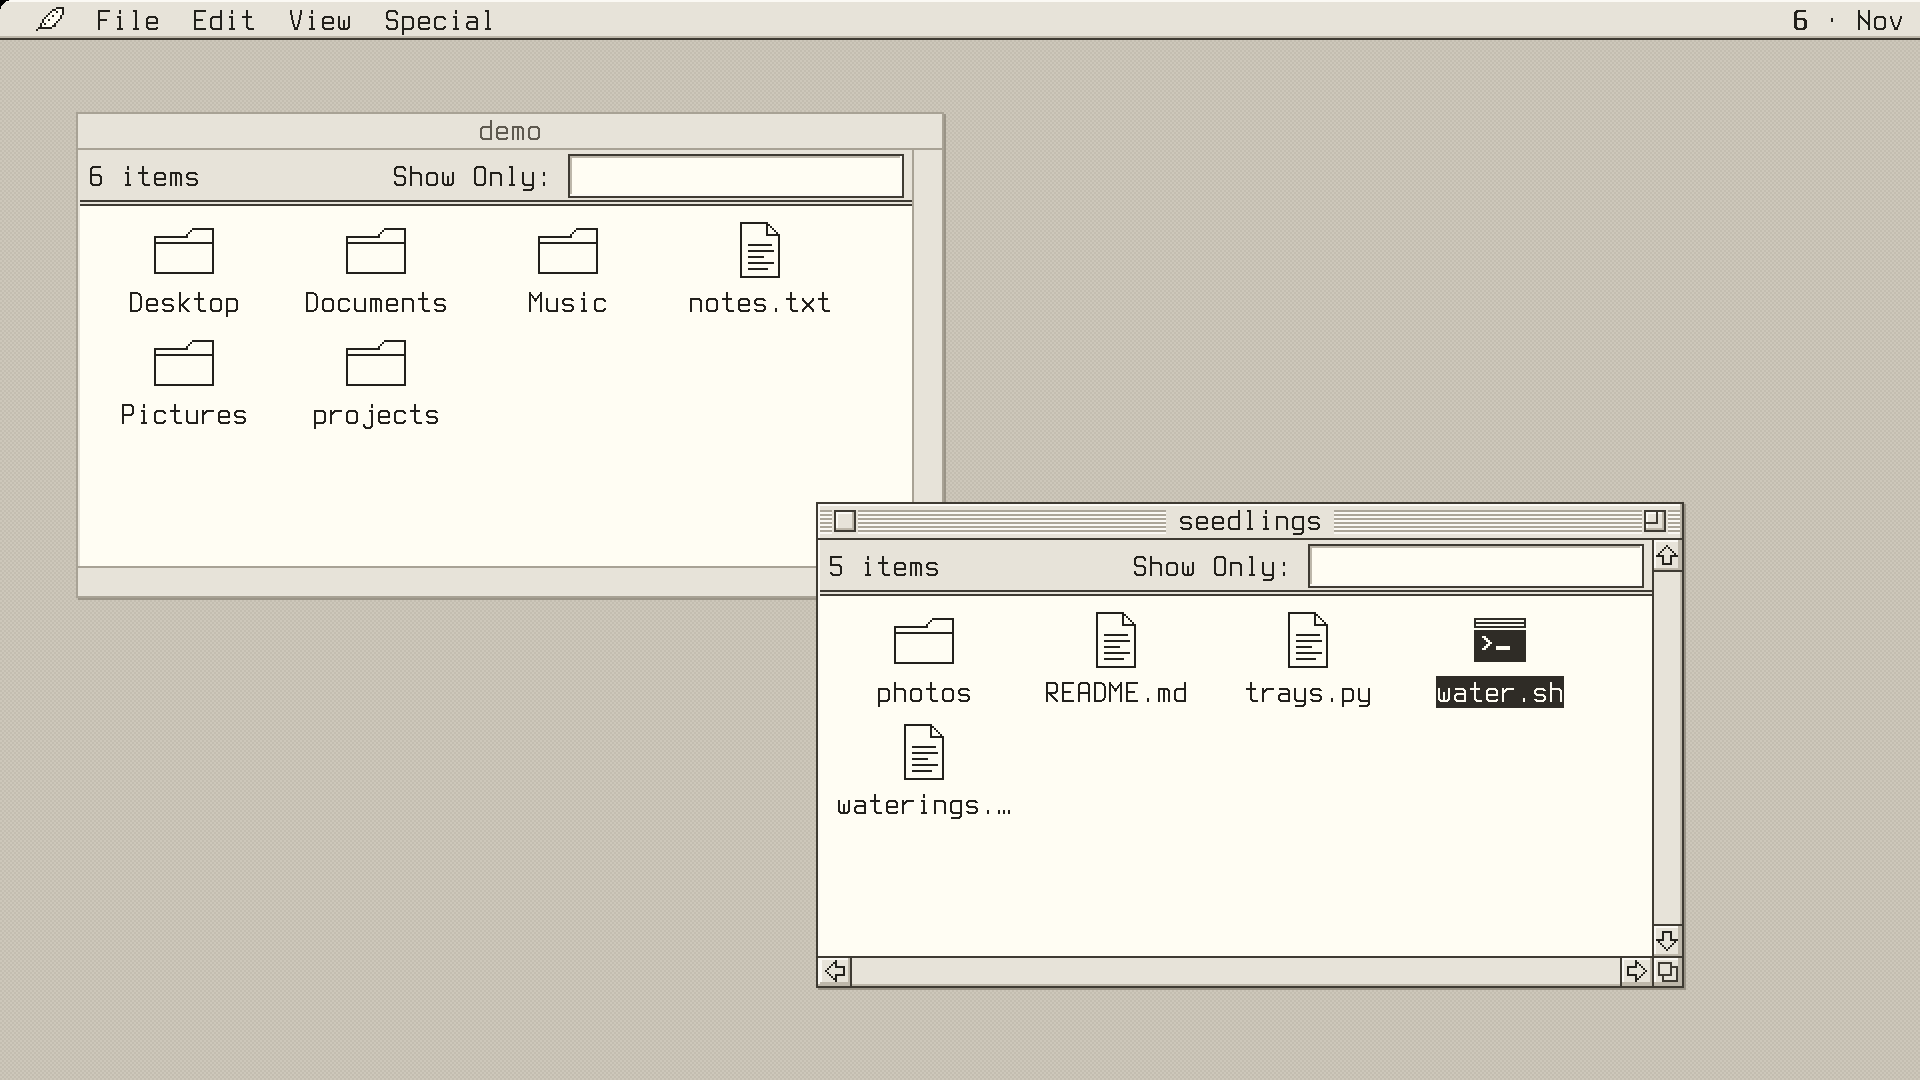 File Edit View Special 6 · Nov
demo
6 items Show Only:
Desktop Documents Music notes.txt
Pictures projects
seedlings
5 items Show Only:
photos README.md trays.py >_ water.sh
waterings.…